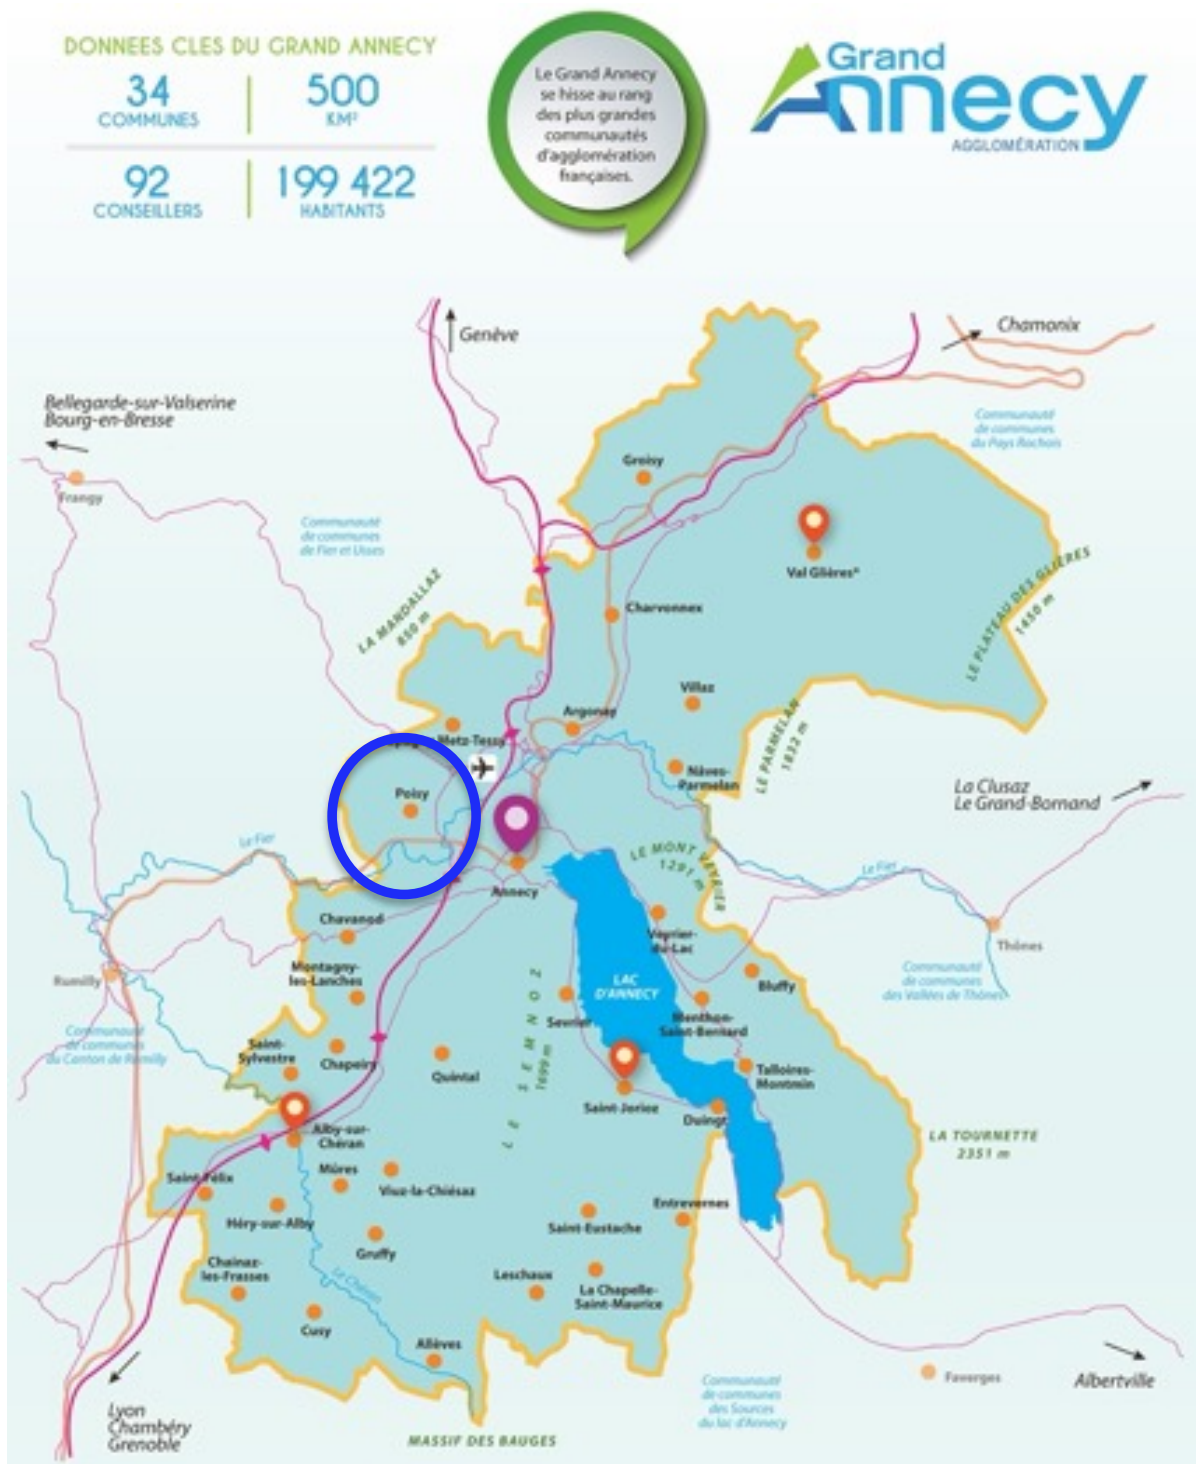 DONNEES CLES DU GRAND ANNECY
34
COMMUNES
500
KM²
92
CONSEILLERS
199 422
HABITANTS
Le Grand Annecy
se hisse au rang
des plus grandes
communautés
d'agglomération
françaises.
Grand
Annecy
AGGLOMÉRATION
Genève
Chamonix
Bellegarde-sur-Valserine
Bourg-en-Bresse
Communauté
de communes
du Pays Rochois
Groisy
Frangy
Communauté
de communes
de Fier et Usses
Val Glières*
LE PLATEAU DES GLIÈRES
1450 m
LA MANDALLAZ
850 m
Charvonnex
Villaz
Argonay
LE PARMELAN
1832 m
Metz-Tessy
Nâves-
Parmelan
La Clusaz
Le Grand-Bornand
Poisy
Le Fier
LE MONT VEYRIER
1291 m
Le Fier
Annecy
Chavanod
Veyrier-
du-Lac
Thônes
Montagny-
les-Lanches
Rumilly
LAC
D'ANNECY
Bluffy
Communauté
de communes
des Vallées de Thônes
Sevrier
Menthon-
Saint-Bernard
Communauté
de communes
du Canton de Rumilly
Saint-
Sylvestre
Chapeiry
Quintal
LE SEMNOZ
1699 m
Talloires-
Montmin
Saint-Jorioz
Duingt
Alby-sur-
Chéran
LA TOURNETTE
2351 m
Saint-Félix
Mûres
Viuz-la-Chiésaz
Entrevernes
Héry-sur-Alby
Saint-Eustache
Gruffy
Chainaz-
les-Frasses
Le Chéran
Leschaux
La Chapelle-
Saint-Maurice
Cusy
Allèves
Faverges
Albertville
Communauté
de communes
des Sources
du lac d'Annecy
Lyon
Chambéry
Grenoble
MASSIF DES BAUGES